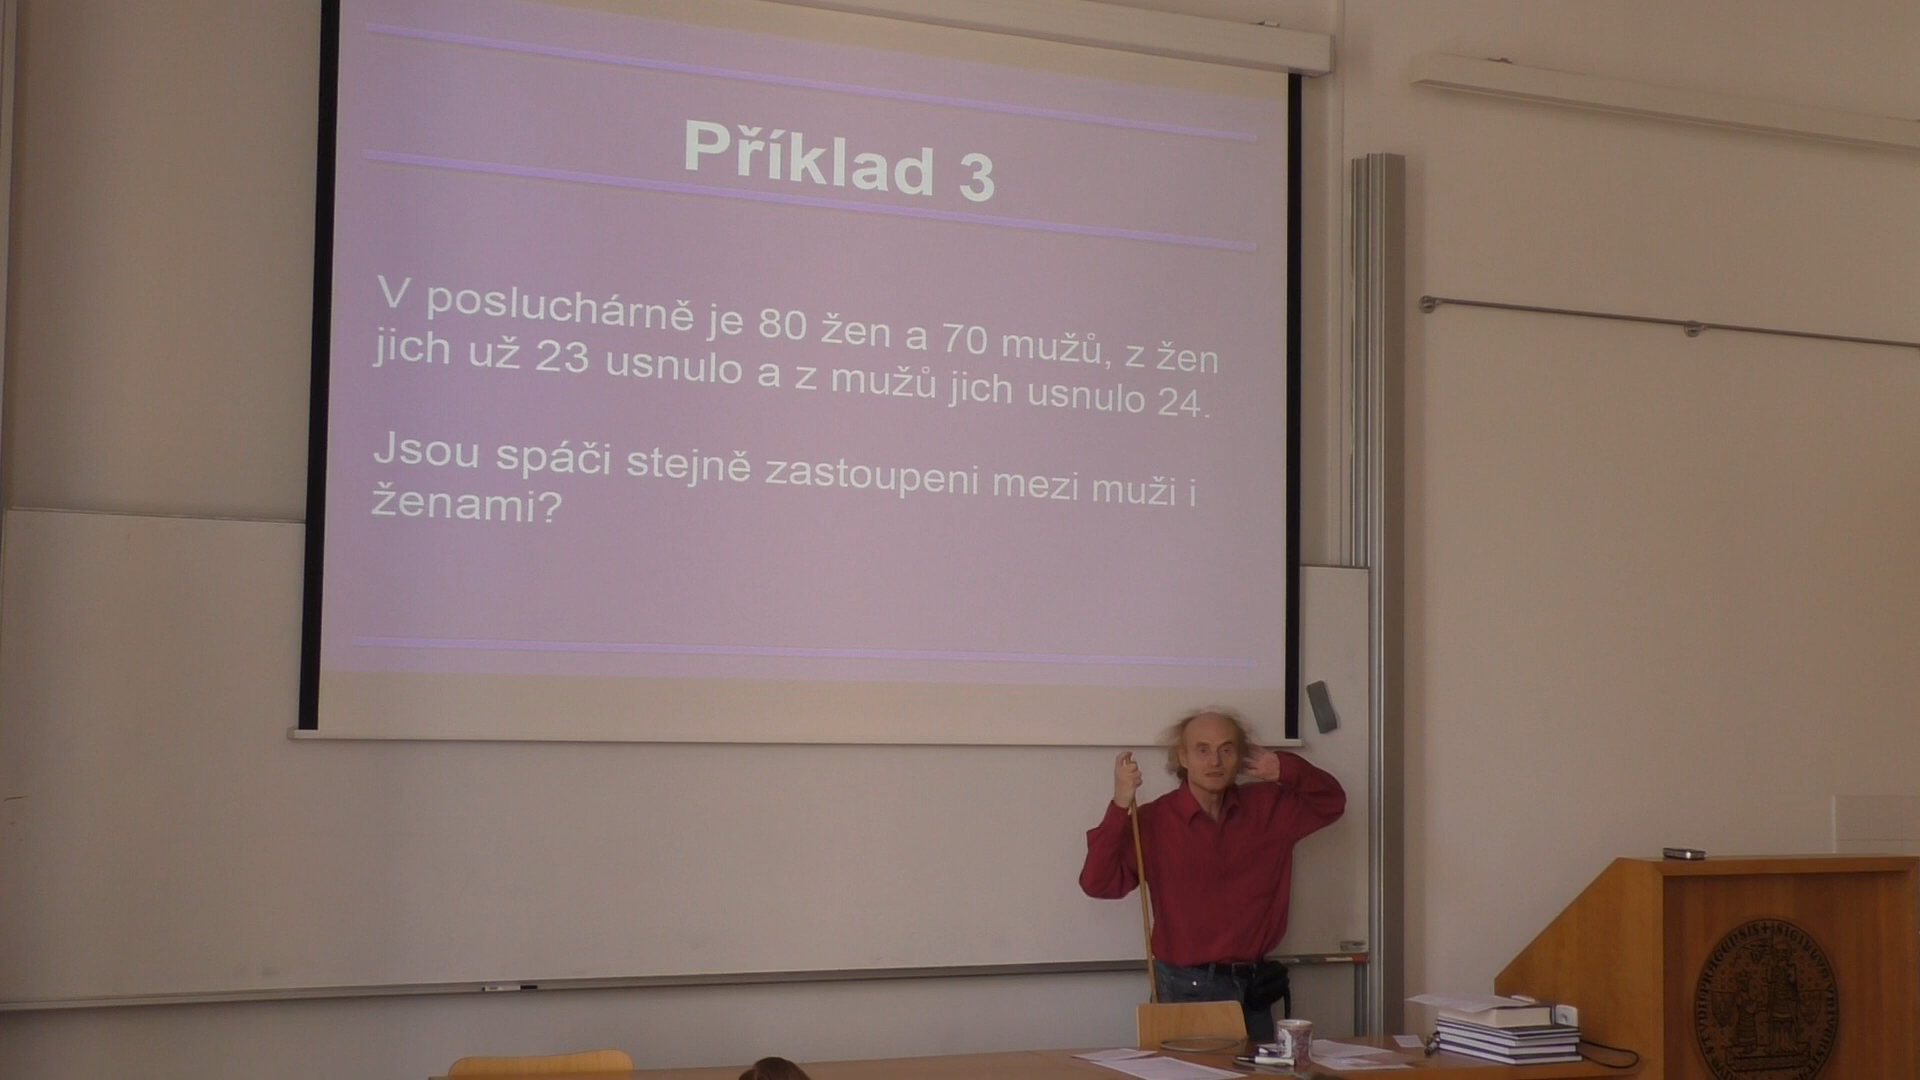 Příklad 3
V posluchárně je 80 žen a 70 mužů, z žen
jich už 23 usnulo a z mužů jich usnulo 24.
Jsou spáči stejně zastoupeni mezi muži i
ženami?